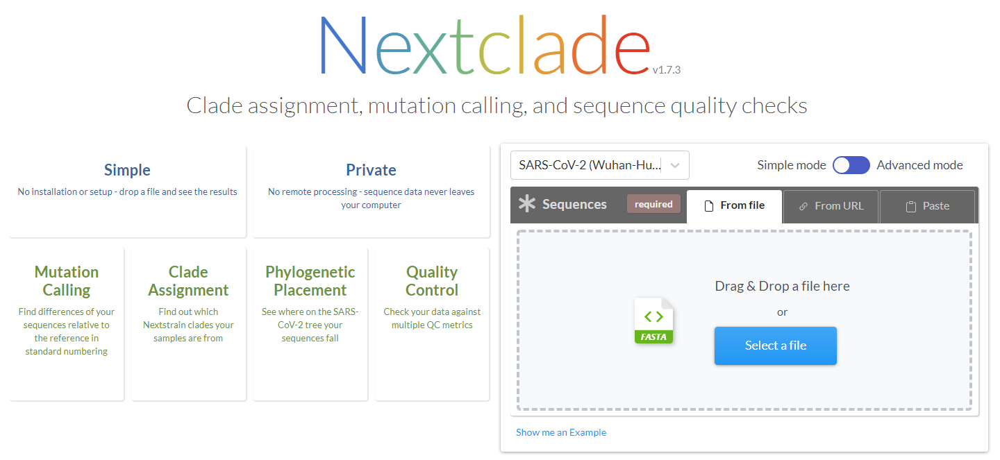 Nextclade v1.7.3
Clade assignment, mutation calling, and sequence quality checks
Simple
No installation or setup - drop a file and see the results
Private
No remote processing - sequence data never leaves
your computer
Mutation
Calling
Find differences of your
sequences relative to
the reference in
standard numbering
Clade
Assignment
Find out which
Nextstrain clades your
samples are from
Phylogenetic
Placement
See where on the SARS-
CoV-2 tree your
sequences fall
Quality
Control
Check your data against
multiple QC metrics
SARS-CoV-2 (Wuhan-Hu...
Simple mode
Advanced mode
Sequences
required
From file
From URL
Paste
FASTA
Drag & Drop a file here
or
Select a file
Show me an Example